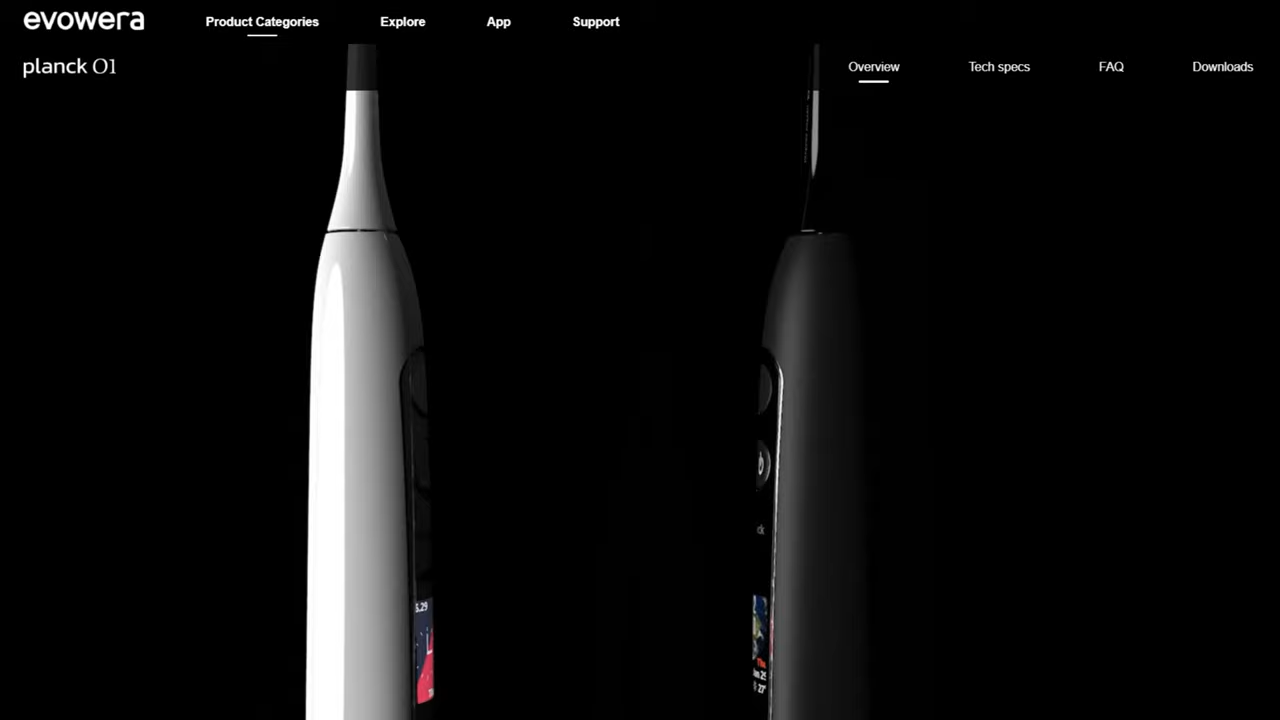 evowera
Product Categories Explore App Support
planck O1
Overview Tech specs FAQ Downloads